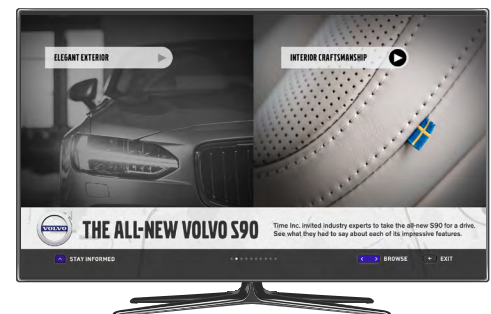 ELEGANT EXTERIOR
INTERIOR CRAFTSMANSHIP
VOLVO
THE ALL-NEW VOLVO S90
Time Inc. invited industry experts to take the all-new S90 for a drive.
See what they had to say about each of its impressive features.
STAY INFORMED
BROWSE
EXIT